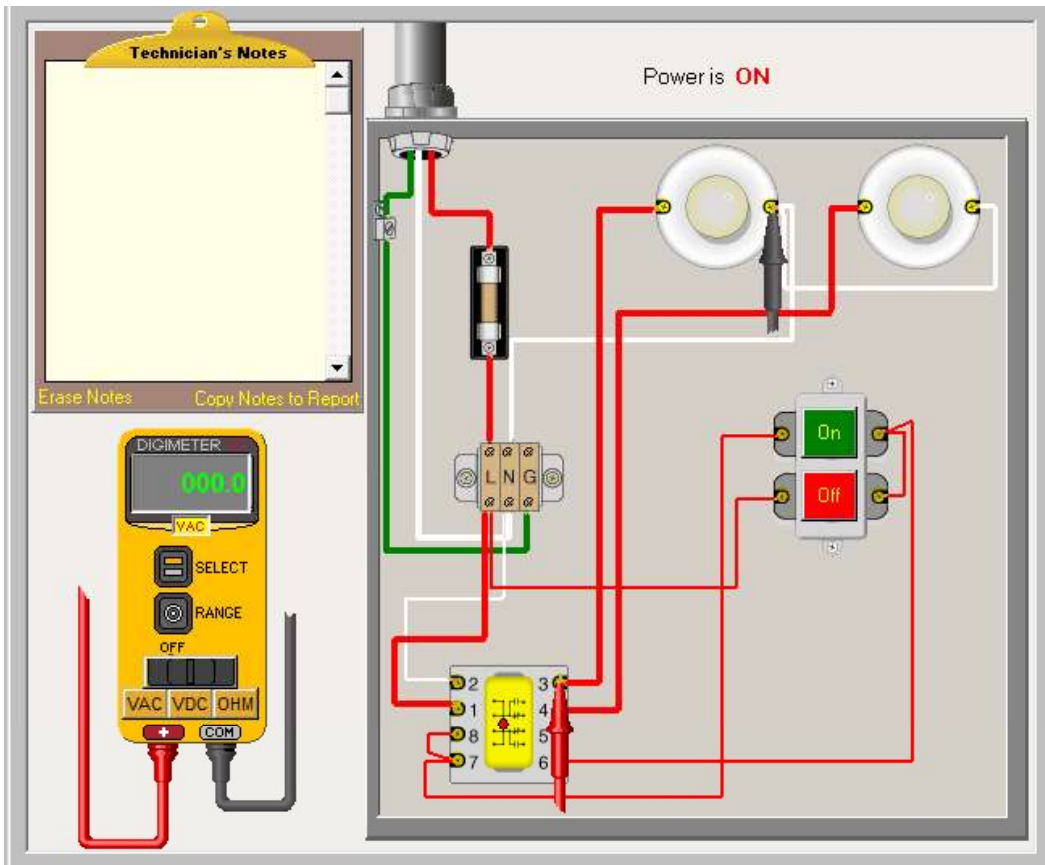 Technician's Notes
Power is ON
Erase Notes
Copy Notes to Report
DIGIMETER
000.0
VAC
SELECT
RANGE
OFF
VAC VDC OHM
+ COM
L N G
On
Off
2 3
1 4
8 5
7 6